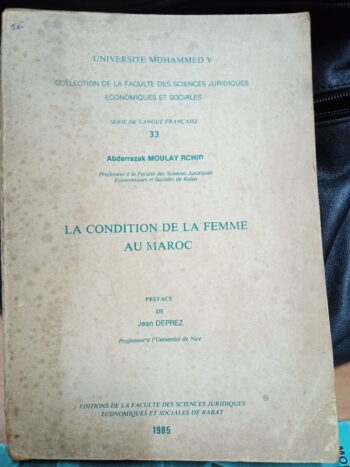 UNIVERSITE MOHAMMED V
COLLECTION DE LA FACULTE DES SCIENCES JURIDIQUES
ECONOMIQUES ET SOCIALES
SERIE DE LANGUE FRANÇAISE
33
Abderrazak MOULAY RCHID
Professeur à la Faculté des Sciences Juridiques
Economiques et Sociales de Rabat
LA CONDITION DE LA FEMME
AU MAROC
PREFACE
DE
Jean DEPREZ
Professeur à l'Université de Nice
EDITIONS DE LA FACULTE DES SCIENCES JURIDIQUES
ECONOMIQUES ET SOCIALES DE RABAT
1985